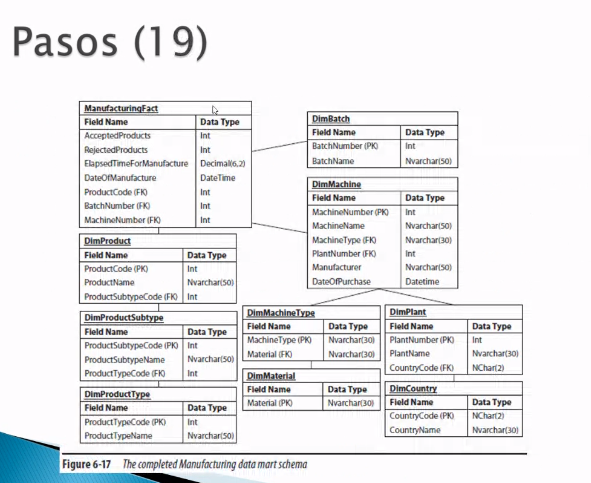 Pasos (19)
ManufacturingFact
Field Name Data Type
AcceptedProducts Int
RejectedProducts Int
ElapsedTimeForManufacture Decimal(6,2)
DateOfManufacture DateTime
ProductCode (FK) Int
BatchNumber (FK) Int
MachineNumber (FK) Int
DimBatch
Field Name Data Type
BatchNumber (PK) Int
BatchName Nvarchar(50)
DimMachine
Field Name Data Type
MachineNumber (PK) Int
MachineName Nvarchar(50)
MachineType (FK) Nvarchar(30)
PlantNumber (FK) Int
Manufacturer Nvarchar(50)
DateOfPurchase Datetime
DimProduct
Field Name Data Type
ProductCode (PK) Int
ProductName Nvarchar(50)
ProductSubtypeCode (FK) Int
DimProductSubtype
Field Name Data Type
ProductSubtypeCode (PK) Int
ProductSubtypeName Nvarchar(50)
ProductTypeCode (FK) Int
DimProductType
Field Name Data Type
ProductTypeCode (PK) Int
ProductTypeName Nvarchar(50)
DimMachineType
Field Name Data Type
MachineType (PK) Nvarchar(30)
Material (FK) Nvarchar(30)
DimMaterial
Field Name Data Type
Material (PK) Nvarchar(30)
DimPlant
Field Name Data Type
PlantNumber (PK) Int
PlantName Nvarchar(30)
CountryCode (FK) NChar(2)
DimCountry
Field Name Data Type
CountryCode (PK) NChar(2)
CountryName Nvarchar(30)
Figure 6-17 The completed Manufacturing data mart schema